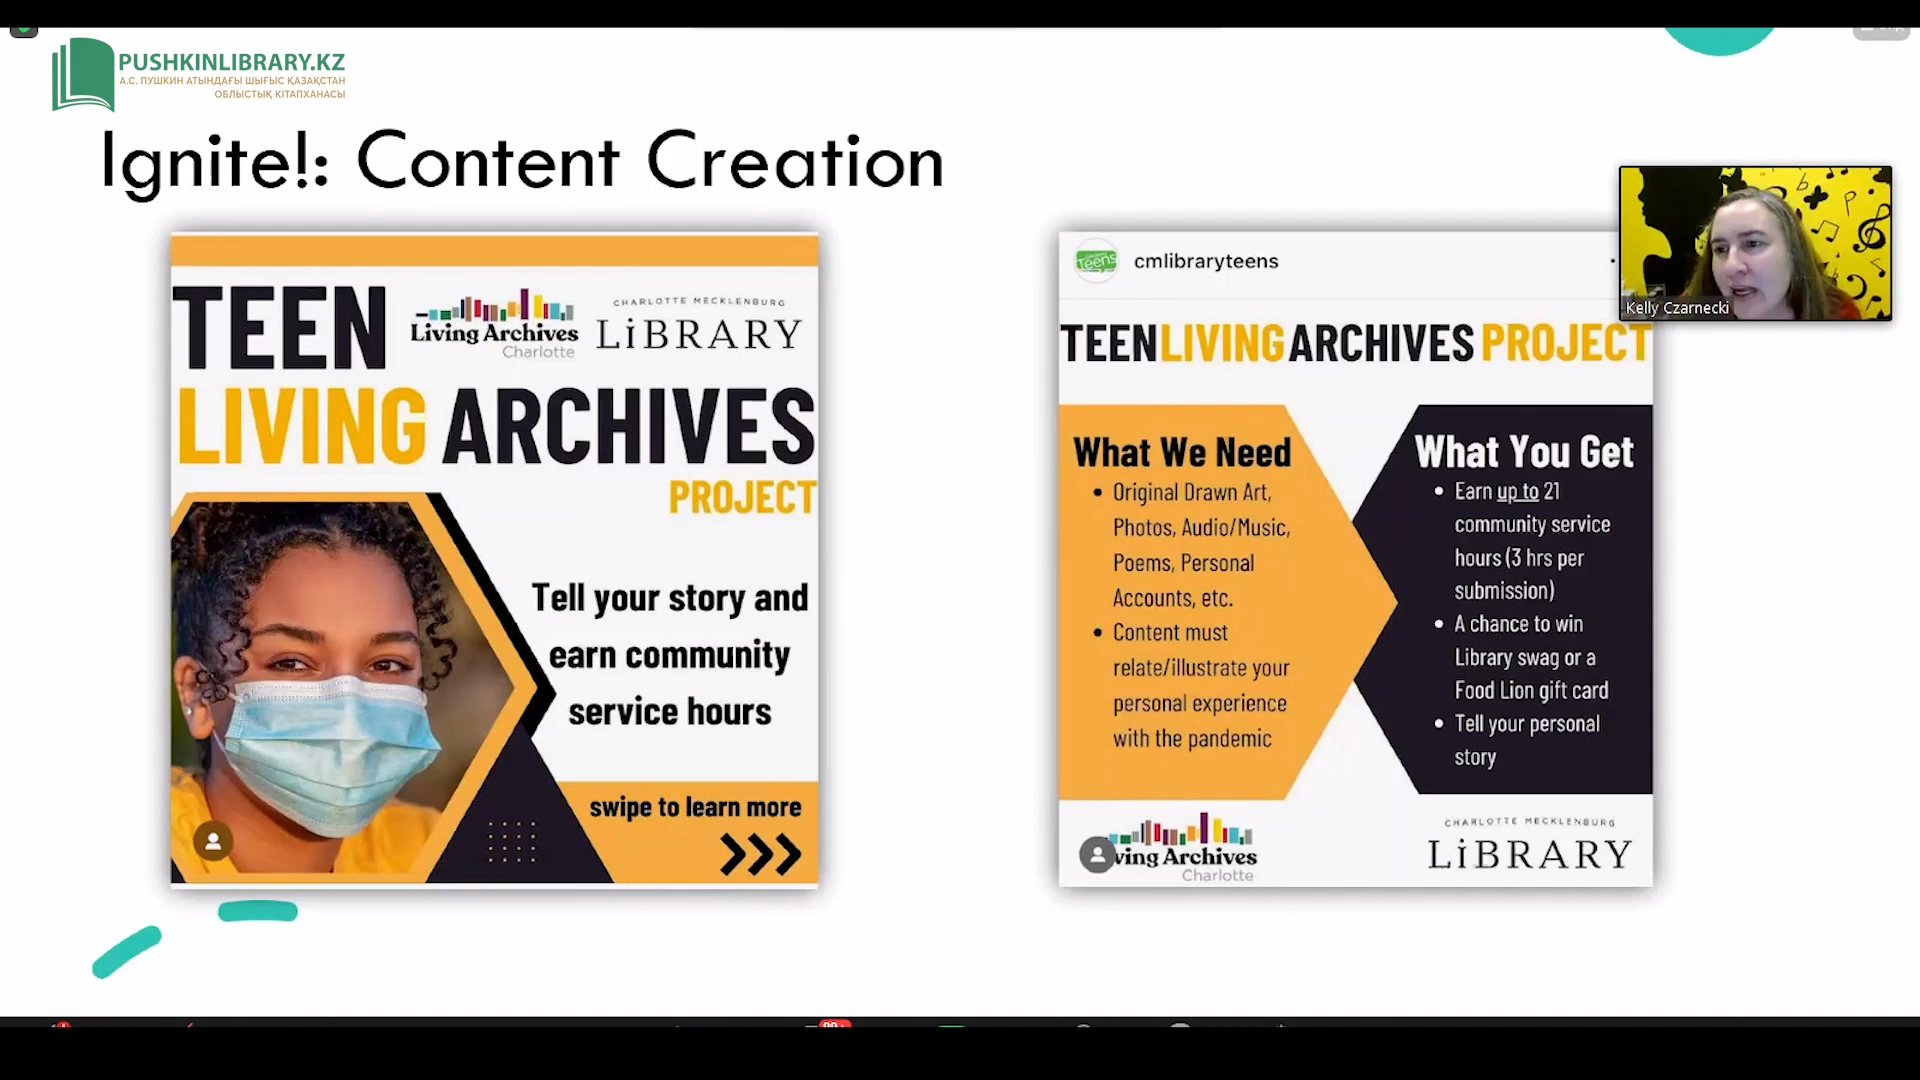 PUSHKINLIBRARY.KZ
А.С. ПУШКИН АТЫНДАҒЫ ШЫҒЫС ҚАЗАҚСТАН
ОБЛЫСТЫҚ КІТАПХАНАСЫ
Ignite!: Content Creation
TEEN
Living Archives
Charlotte
CHARLOTTE MECKLENBURG
LiBRARY
LIVING ARCHIVES
PROJECT
Tell your story and
earn community
service hours
swipe to learn more
Teens
cmlibraryteens
TEEN LIVING ARCHIVES PROJECT
What We Need
• Original Drawn Art,
Photos, Audio/Music,
Poems, Personal
Accounts, etc.
• Content must
relate/illustrate your
personal experience
with the pandemic
What You Get
• Earn up to 21
community service
hours (3 hrs per
submission)
• A chance to win
Library swag or a
Food Lion gift card
• Tell your personal
story
ving Archives
Charlotte
CHARLOTTE MECKLENBURG
LiBRARY
Kelly Czarnecki